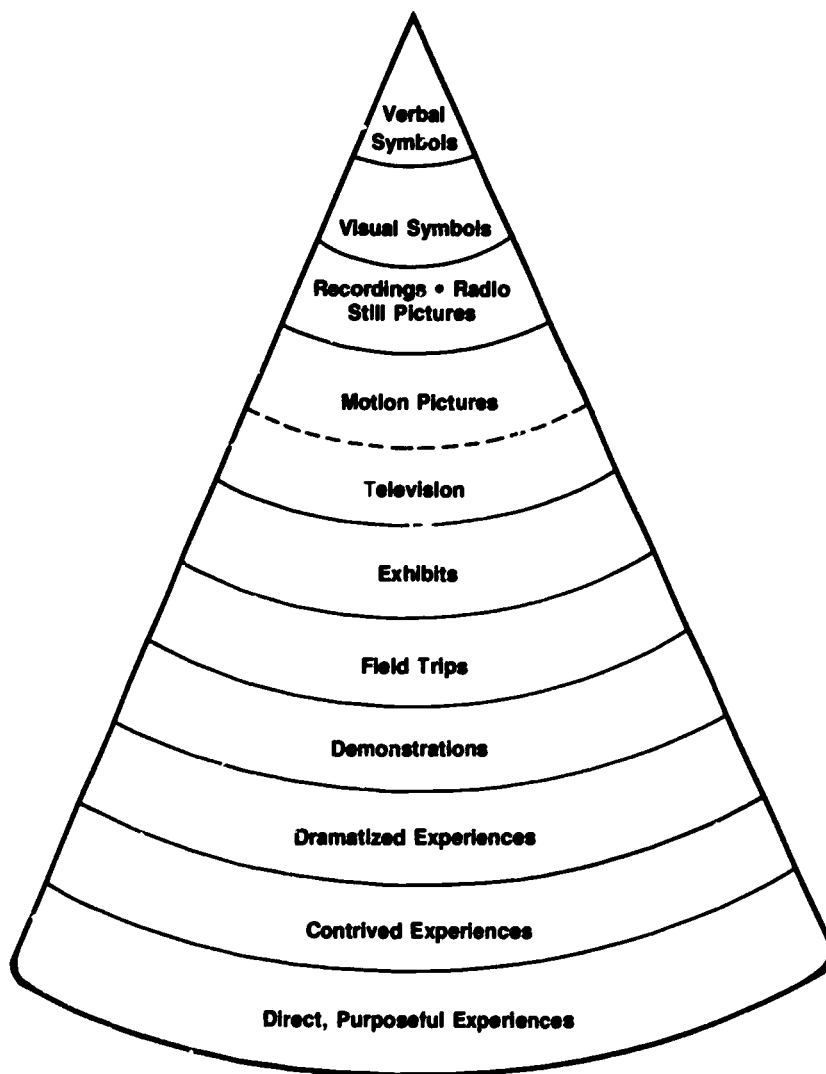 Verbal
Symbols
Visual Symbols
Recordings • Radio
Still Pictures
Motion Pictures
Television
Exhibits
Field Trips
Demonstrations
Dramatized Experiences
Contrived Experiences
Direct, Purposeful Experiences